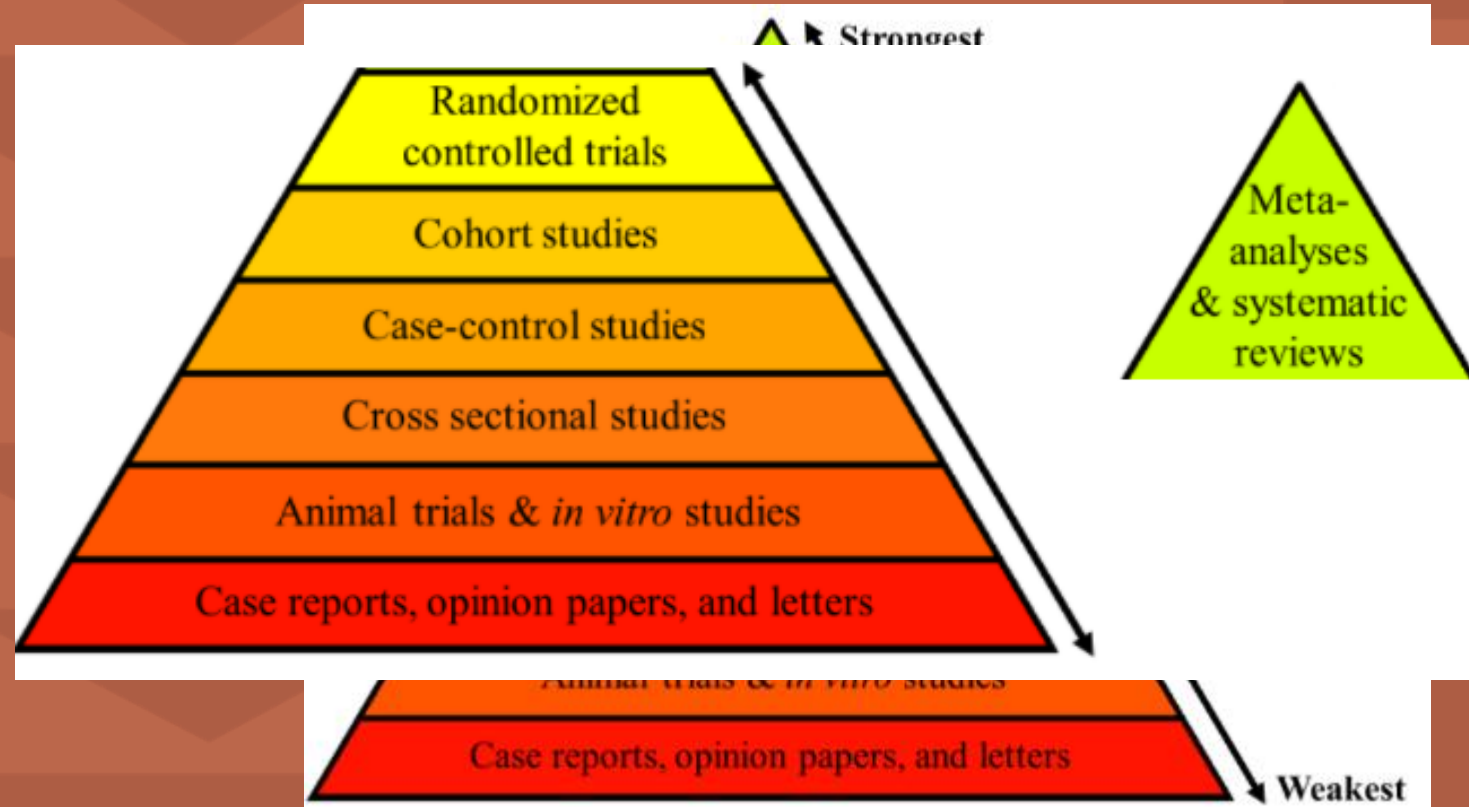 Strongest
Randomized
controlled trials
Cohort studies
Case-control studies
Cross sectional studies
Animal trials & in vitro studies
Case reports, opinion papers, and letters
Meta-
analyses
& systematic
reviews
Animal trials & in vitro studies
Case reports, opinion papers, and letters
Weakest